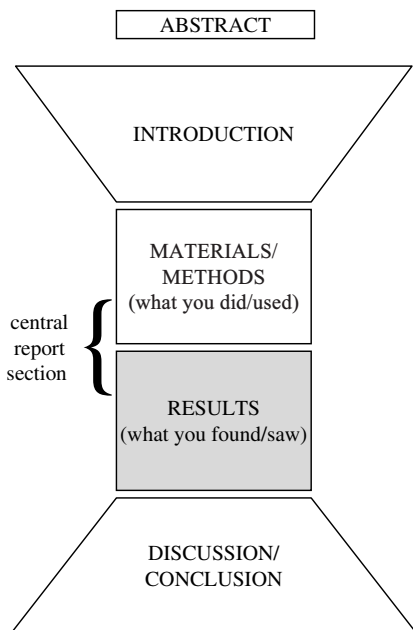 ABSTRACT
INTRODUCTION
MATERIALS/
METHODS
(what you did/used)
central
report
section
RESULTS
(what you found/saw)
DISCUSSION/
CONCLUSION